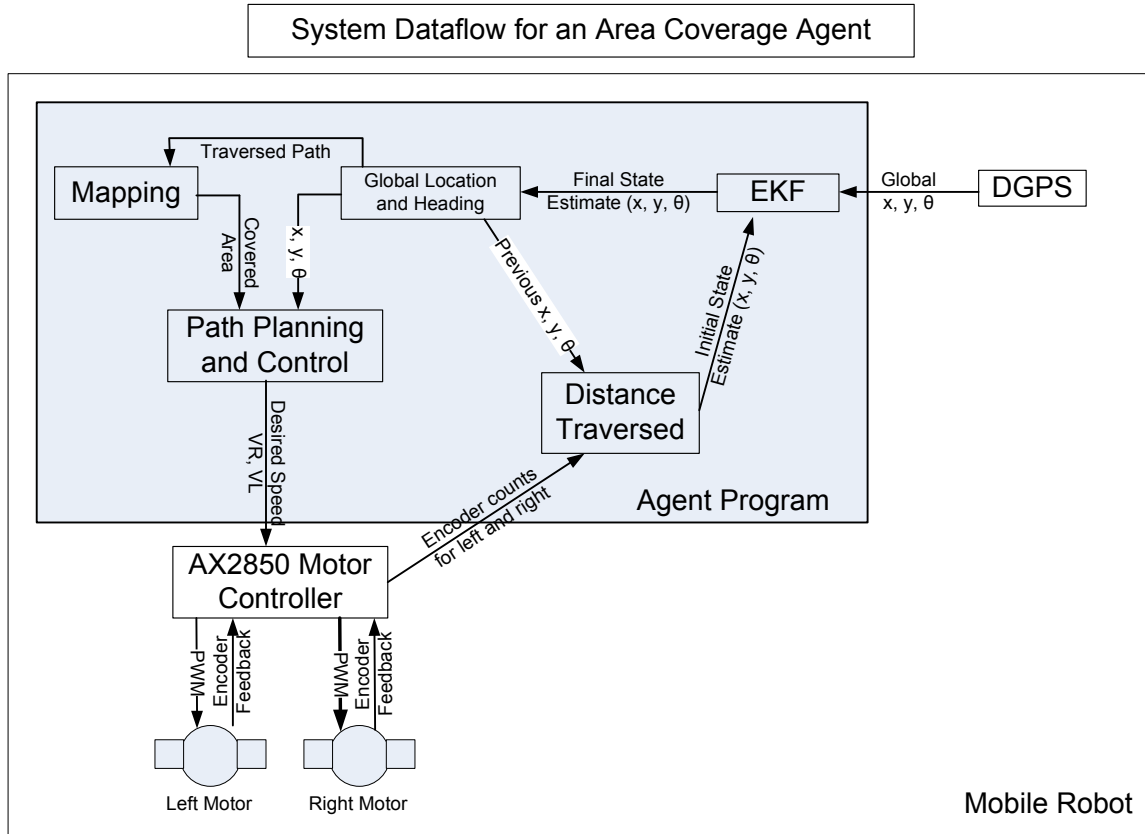 System Dataflow for an Area Coverage Agent
Traversed Path
Mapping
Global Location
and Heading
Final State
Estimate (x, y, θ)
EKF
Global
x, y, θ
DGPS
Covered
Area
x, y, θ
Previous x, y, θ
Initial State
Estimate (x, y, θ)
Path Planning
and Control
Distance
Traversed
Desired Speed
VR, VL
Encoder counts
for left and right
Agent Program
AX2850 Motor
Controller
PWM
Encoder
Feedback
PWM
Encoder
Feedback
Left Motor
Right Motor
Mobile Robot